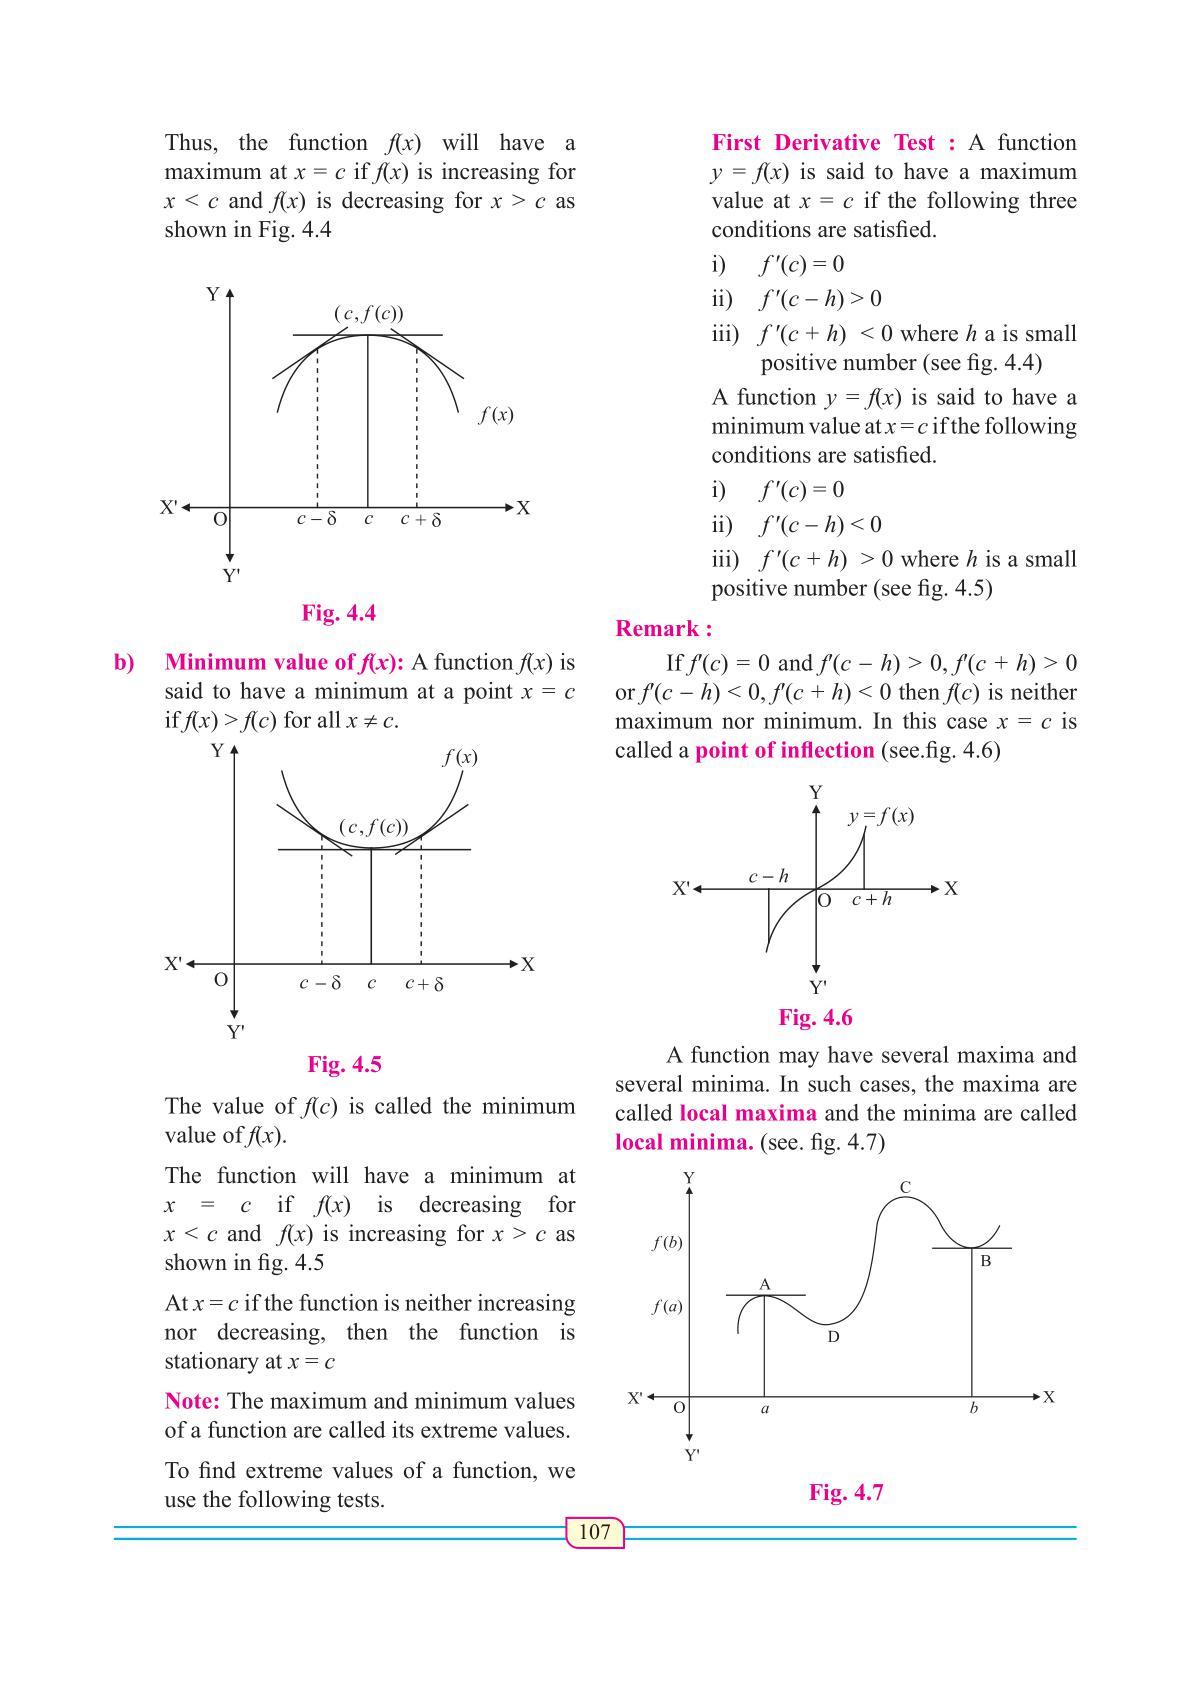 Thus, the function f(x) will have a
maximum at x = c if f(x) is increasing for
x < c and f(x) is decreasing for x > c as
shown in Fig. 4.4
Y
(c, f (c))
f (x)
X'
O
c – δ
c
c + δ
X
Y'
Fig. 4.4
b) Minimum value of f(x): A function f(x) is
said to have a minimum at a point x = c
if f(x) > f(c) for all x ≠ c.
Y
f (x)
(c, f (c))
X'
O
c – δ
c
c + δ
X
Y'
Fig. 4.5
The value of f(c) is called the minimum
value of f(x).
The function will have a minimum at
x = c if f(x) is decreasing for
x < c and f(x) is increasing for x > c as
shown in fig. 4.5
At x = c if the function is neither increasing
nor decreasing, then the function is
stationary at x = c
Note: The maximum and minimum values
of a function are called its extreme values.
To find extreme values of a function, we
use the following tests.
First Derivative Test : A function
y = f(x) is said to have a maximum
value at x = c if the following three
conditions are satisfied.
i) f '(c) = 0
ii) f '(c – h) > 0
iii) f '(c + h) < 0 where h a is small
positive number (see fig. 4.4)
A function y = f(x) is said to have a
minimum value at x = c if the following
conditions are satisfied.
i) f '(c) = 0
ii) f '(c – h) < 0
iii) f '(c + h) > 0 where h is a small
positive number (see fig. 4.5)
Remark :
If f'(c) = 0 and f'(c – h) > 0, f'(c + h) > 0
or f'(c – h) < 0, f'(c + h) < 0 then f(c) is neither
maximum nor minimum. In this case x = c is
called a point of inflection (see.fig. 4.6)
Y
y = f (x)
c – h
X'
X
O
c + h
Y'
Fig. 4.6
A function may have several maxima and
several minima. In such cases, the maxima are
called local maxima and the minima are called
local minima. (see. fig. 4.7)
Y
C
f (b)
B
A
f (a)
D
X'
X
O
a
b
Y'
Fig. 4.7
107